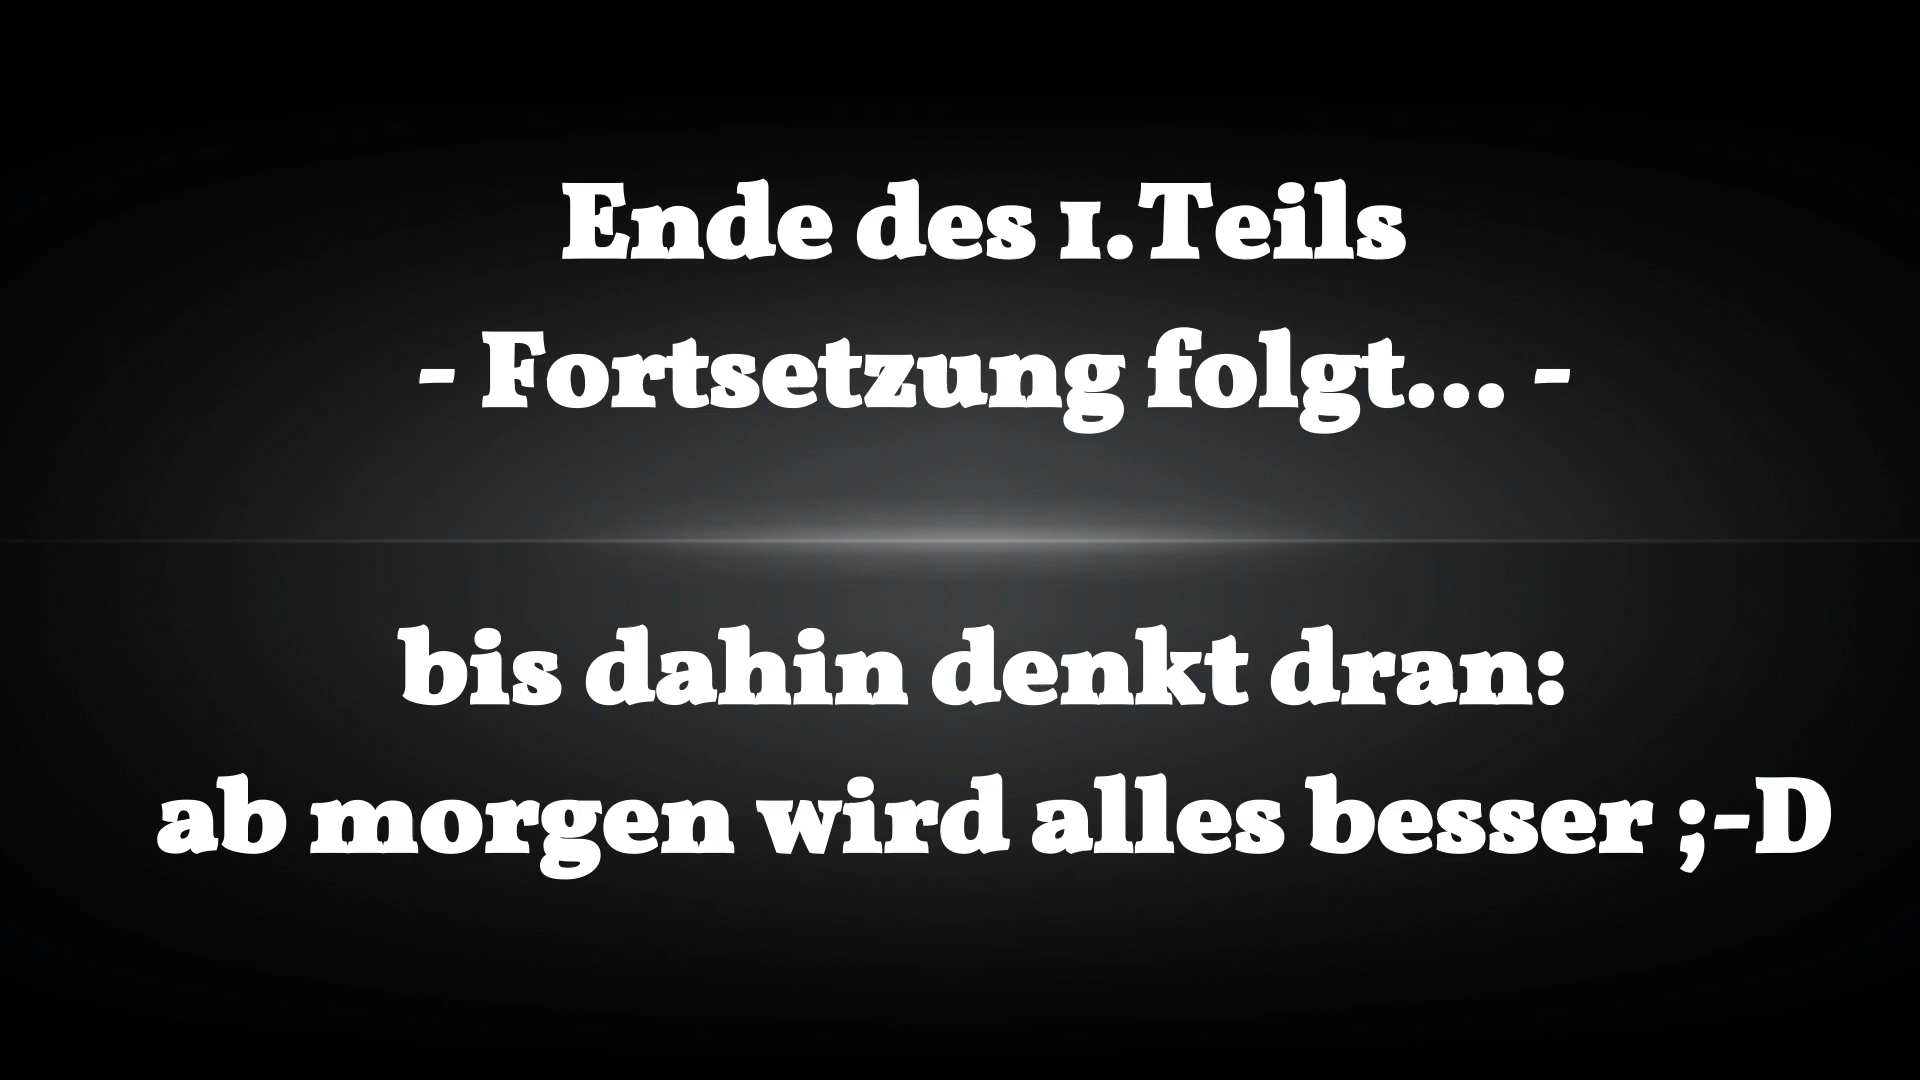 Ende des 1.Teils
- Fortsetzung folgt... -
bis dahin denkt dran:
ab morgen wird alles besser ;-D